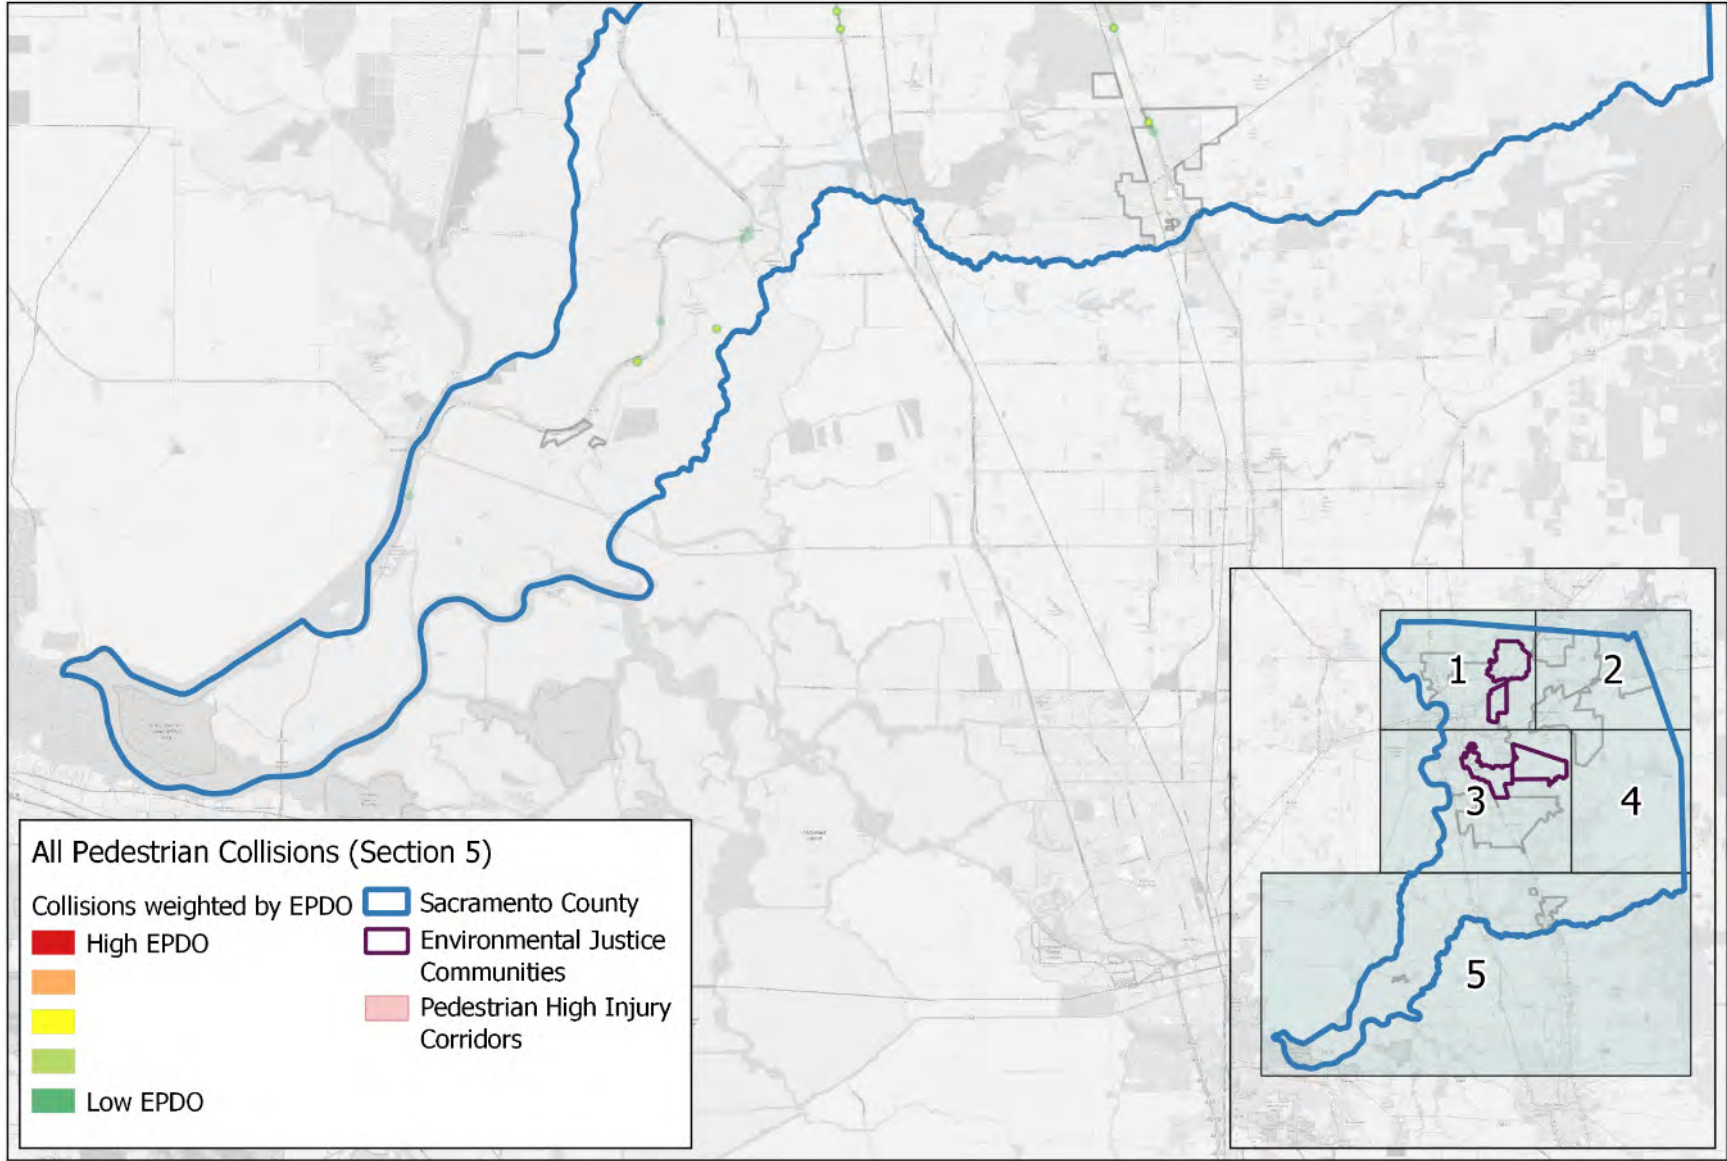 1
2
3
4
5
All Pedestrian Collisions (Section 5)
Collisions weighted by EPDO
High EPDO
Low EPDO
Sacramento County
Environmental Justice
Communities
Pedestrian High Injury
Corridors